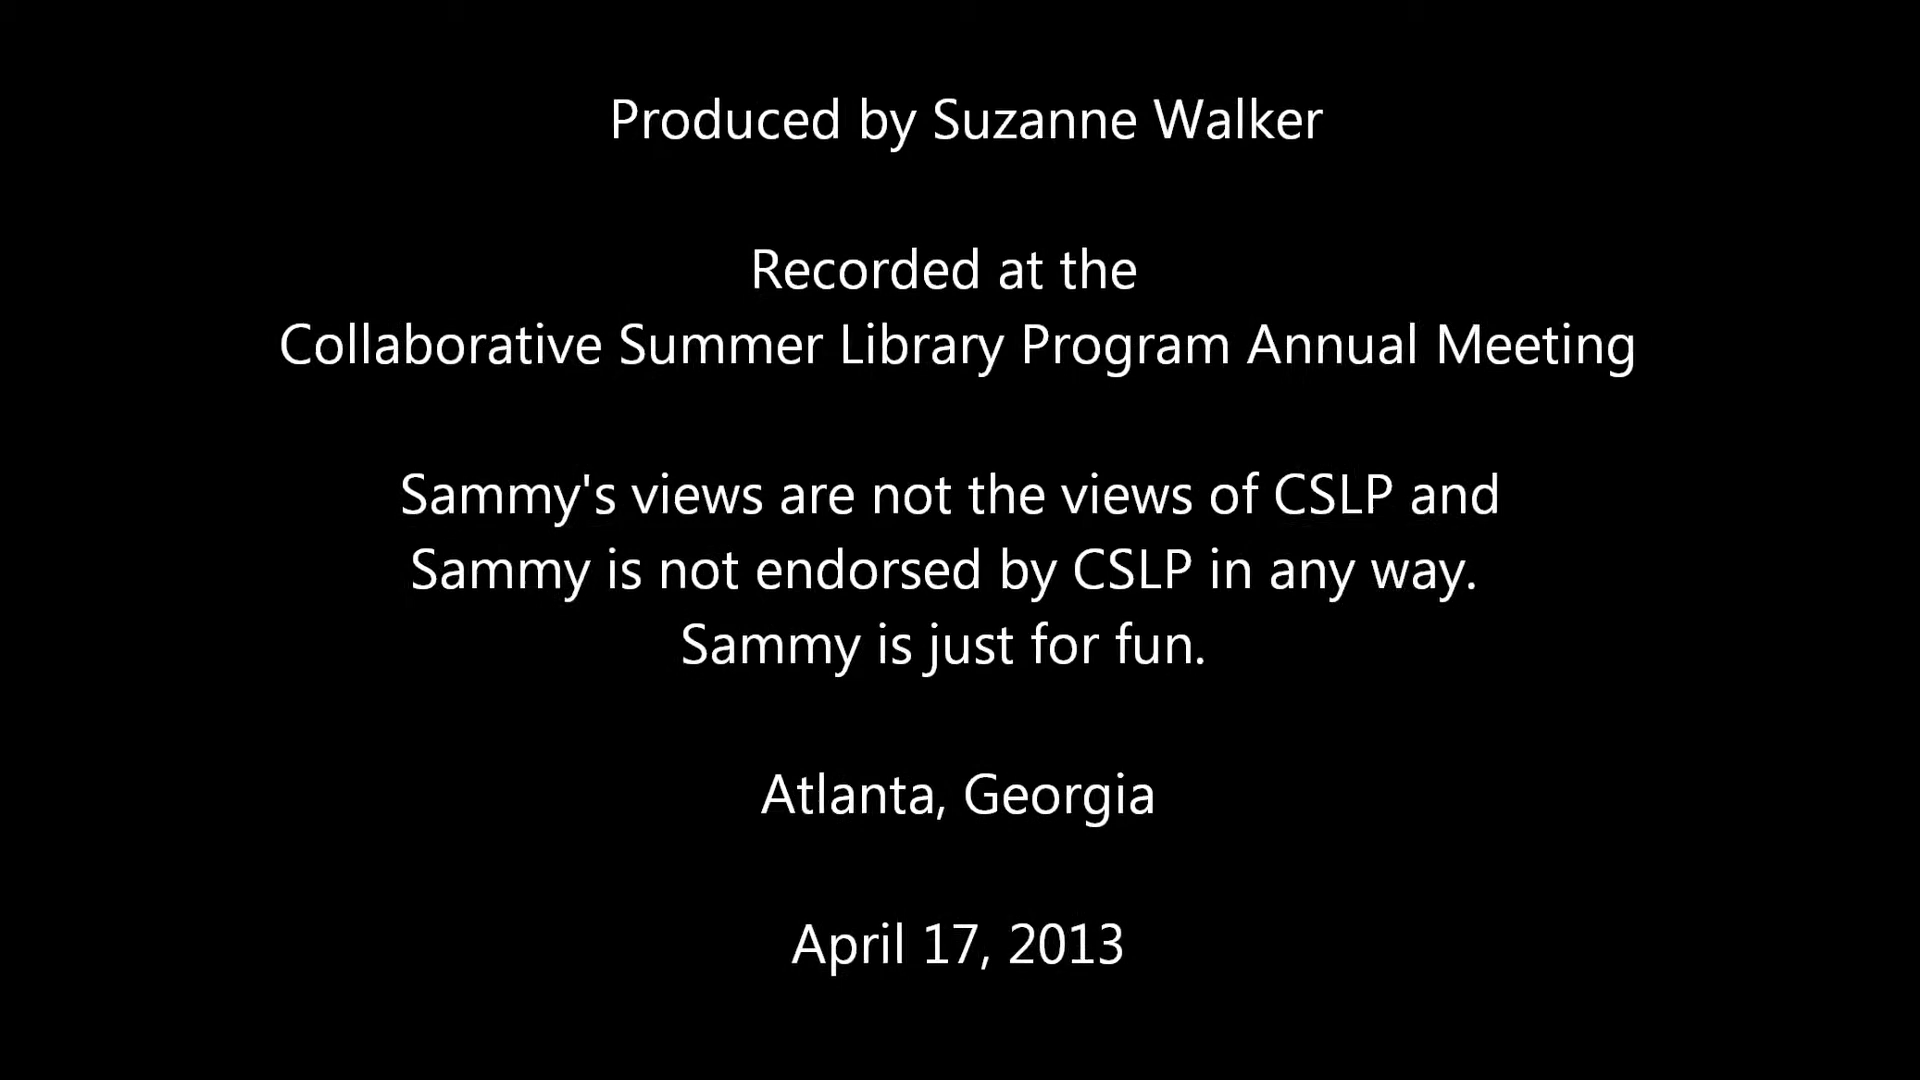 Produced by Suzanne Walker
Recorded at the
Collaborative Summer Library Program Annual Meeting
Sammy's views are not the views of CSLP and
Sammy is not endorsed by CSLP in any way.
Sammy is just for fun.
Atlanta, Georgia
April 17, 2013